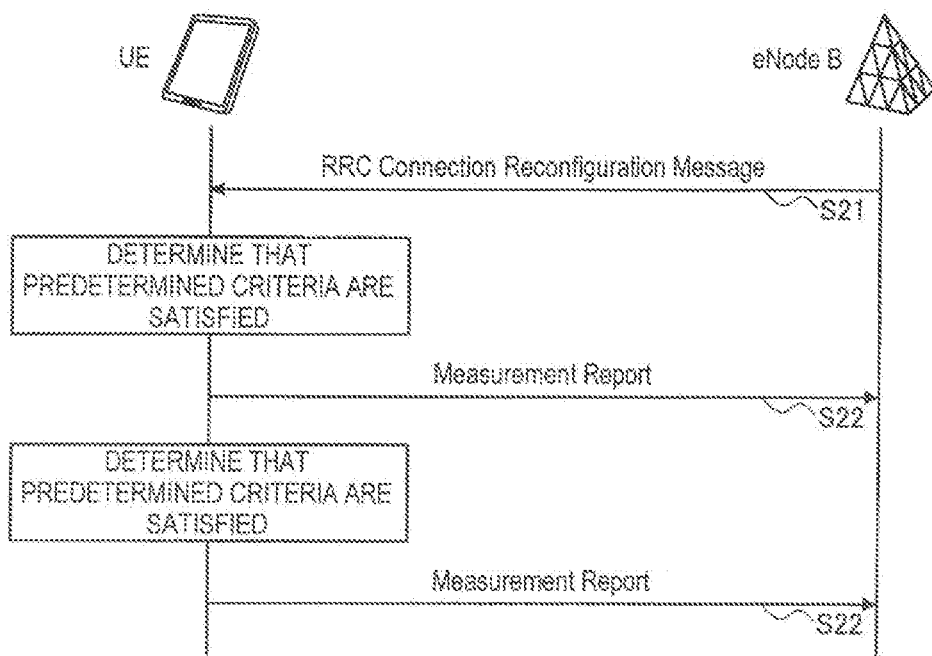 UE
eNode B
RRC Connection Reconfiguration Message
S21
DETERMINE THAT
PREDETERMINED CRITERIA ARE
SATISFIED
Measurement Report
S22
DETERMINE THAT
PREDETERMINED CRITERIA ARE
SATISFIED
Measurement Report
S22